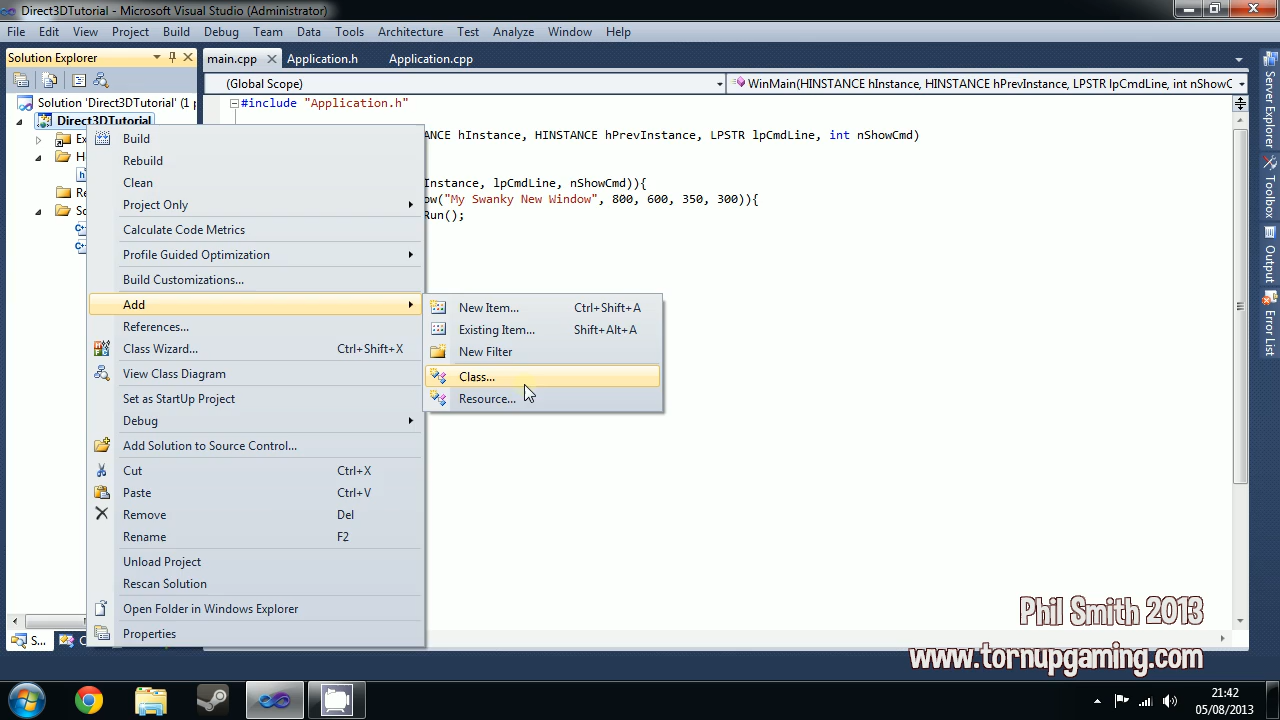 Direct3DTutorial - Microsoft Visual Studio (Administrator)
File Edit View Project Build Debug Team Data Tools Architecture Test Analyze Window Help
Solution Explorer
main.cpp Application.h Application.cpp
(Global Scope) WinMain(HINSTANCE hInstance, HINSTANCE hPrevInstance, LPSTR lpCmdLine, int nShowC
Solution 'Direct3DTutorial' (1
Direct3DTutorial
#include "Application.h"
ANCE hInstance, HINSTANCE hPrevInstance, LPSTR lpCmdLine, int nShowCmd)
Instance, lpCmdLine, nShowCmd)){
ow("My Swanky New Window", 800, 600, 350, 300)){
Run();
Build
Rebuild
Clean
Project Only
Calculate Code Metrics
Profile Guided Optimization
Build Customizations...
Add
References...
Class Wizard... Ctrl+Shift+X
View Class Diagram
Set as StartUp Project
Debug
Add Solution to Source Control...
Cut Ctrl+X
Paste Ctrl+V
Remove Del
Rename F2
Unload Project
Rescan Solution
Open Folder in Windows Explorer
Properties
New Item... Ctrl+Shift+A
Existing Item... Shift+Alt+A
New Filter
Class...
Resource...
Server Explorer
Toolbox
Output
Error List
S...
Phil Smith 2013
www.tornupgaming.com
21:42
05/08/2013